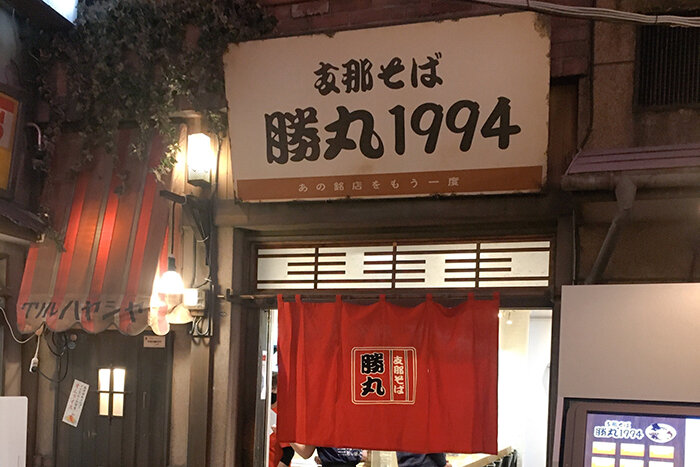 支那そば
勝丸1994
あの銘店をもう一度
グリルハヤシヤ
支那そば
勝丸
支那そば
勝丸1994